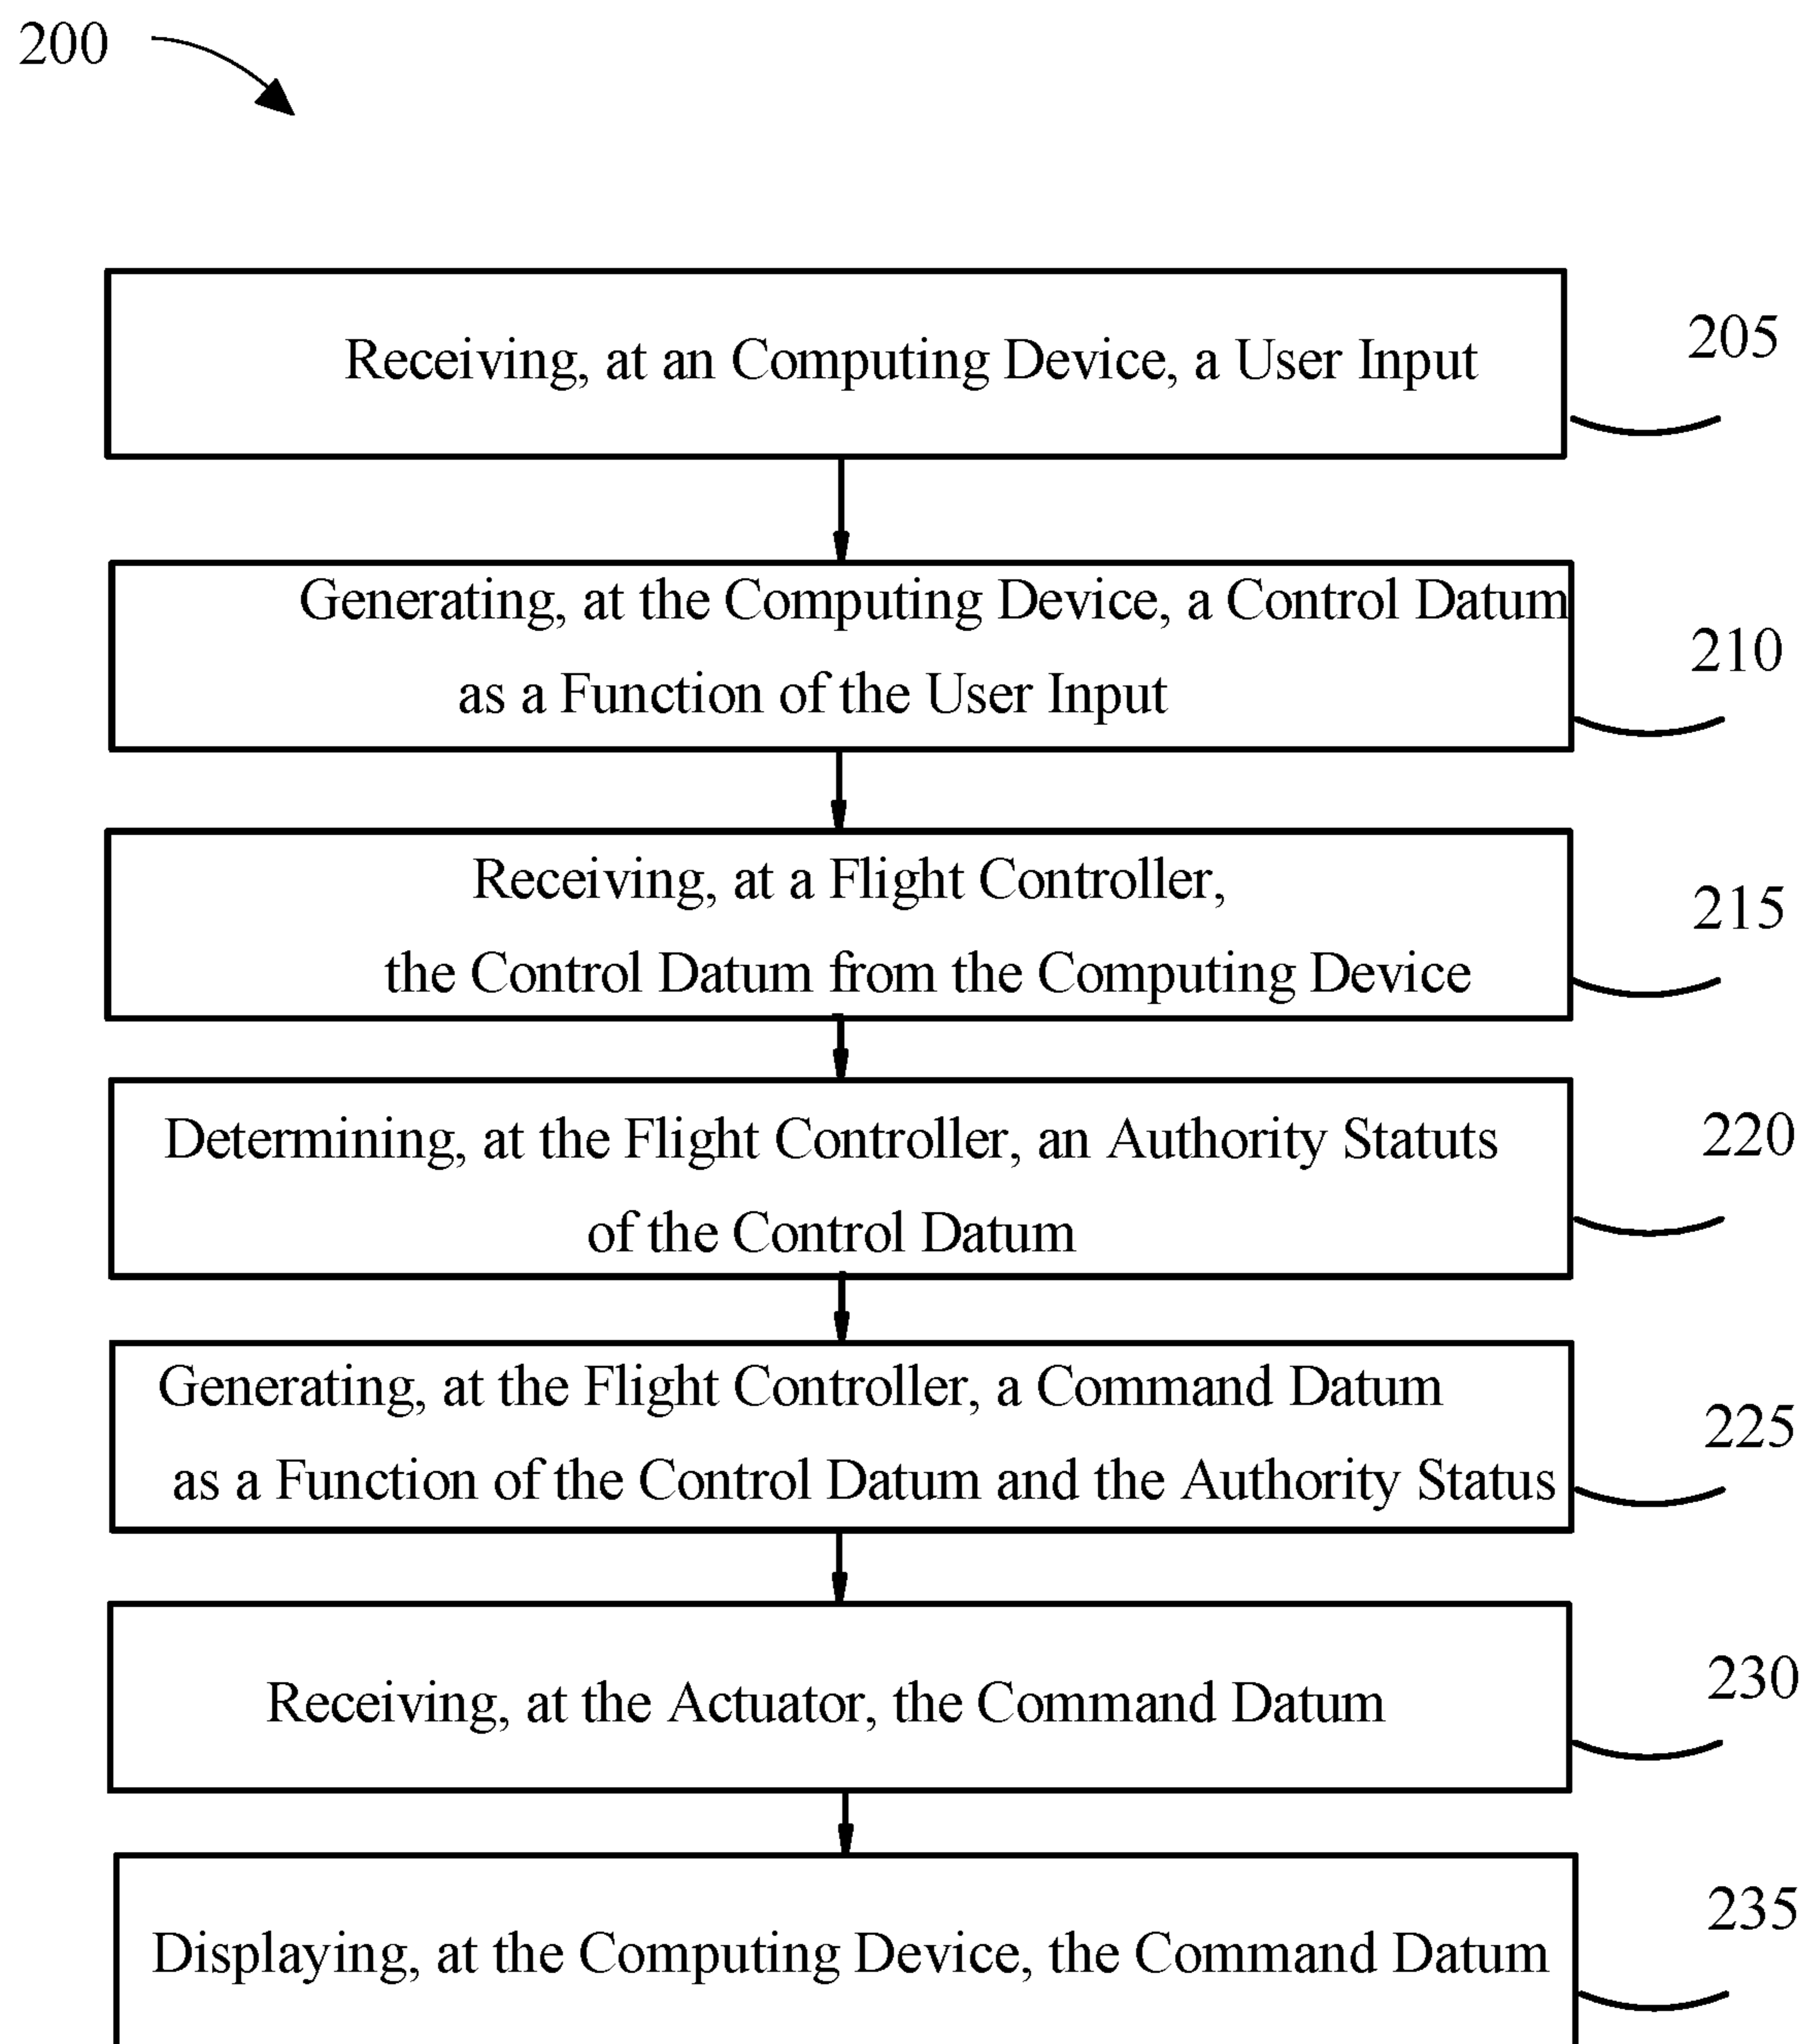 200
Receiving, at an Computing Device, a User Input
205
Generating, at the Computing Device, a Control Datum
as a Function of the User Input
210
Receiving, at a Flight Controller,
the Control Datum from the Computing Device
215
Determining, at the Flight Controller, an Authority Statuts
of the Control Datum
220
Generating, at the Flight Controller, a Command Datum
as a Function of the Control Datum and the Authority Status
225
Receiving, at the Actuator, the Command Datum
230
Displaying, at the Computing Device, the Command Datum
235